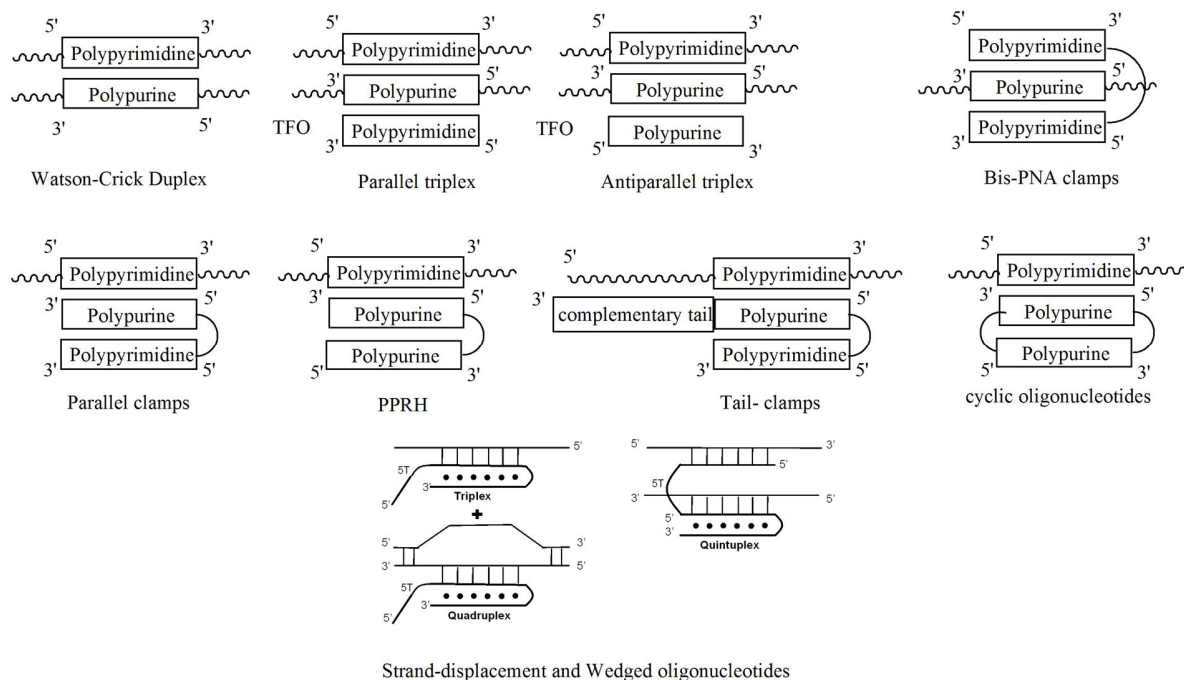 5' 3'
Polypyrimidine
Polypurine
3' 5'
Watson-Crick Duplex
5' 3'
Polypyrimidine
3' Polypurine 5'
TFO
Polypyrimidine
3' 5'
Parallel triplex
5' 3'
Polypyrimidine
3' Polypurine 5'
TFO
Polypurine
5' 3'
Antiparallel triplex
5' 3'
Polypyrimidine
3' Polypurine 5'
Polypyrimidine
3' 5'
Bis-PNA clamps
5' 3'
Polypyrimidine
3' 5'
Polypurine
Polypyrimidine
3' 5'
Parallel clamps
5' 3'
Polypyrimidine
3' 5'
Polypurine
Polypurine
5' 3'
PPRH
5' 3'
Polypyrimidine
3' 5'
complementary tail Polypurine
Polypyrimidine
3' 5'
Tail- clamps
5' 3'
Polypyrimidine
3' 5'
Polypurine
Polypurine
5' 3'
cyclic oligonucleotides
5'
5T
3'
5'
Triplex
+
5' 3'
3' 5'
5T
3'
5'
Quadruplex
5' 3'
5'
5T
3' 5'
5'
3'
Quintuplex
Strand-displacement and Wedged oligonucleotides